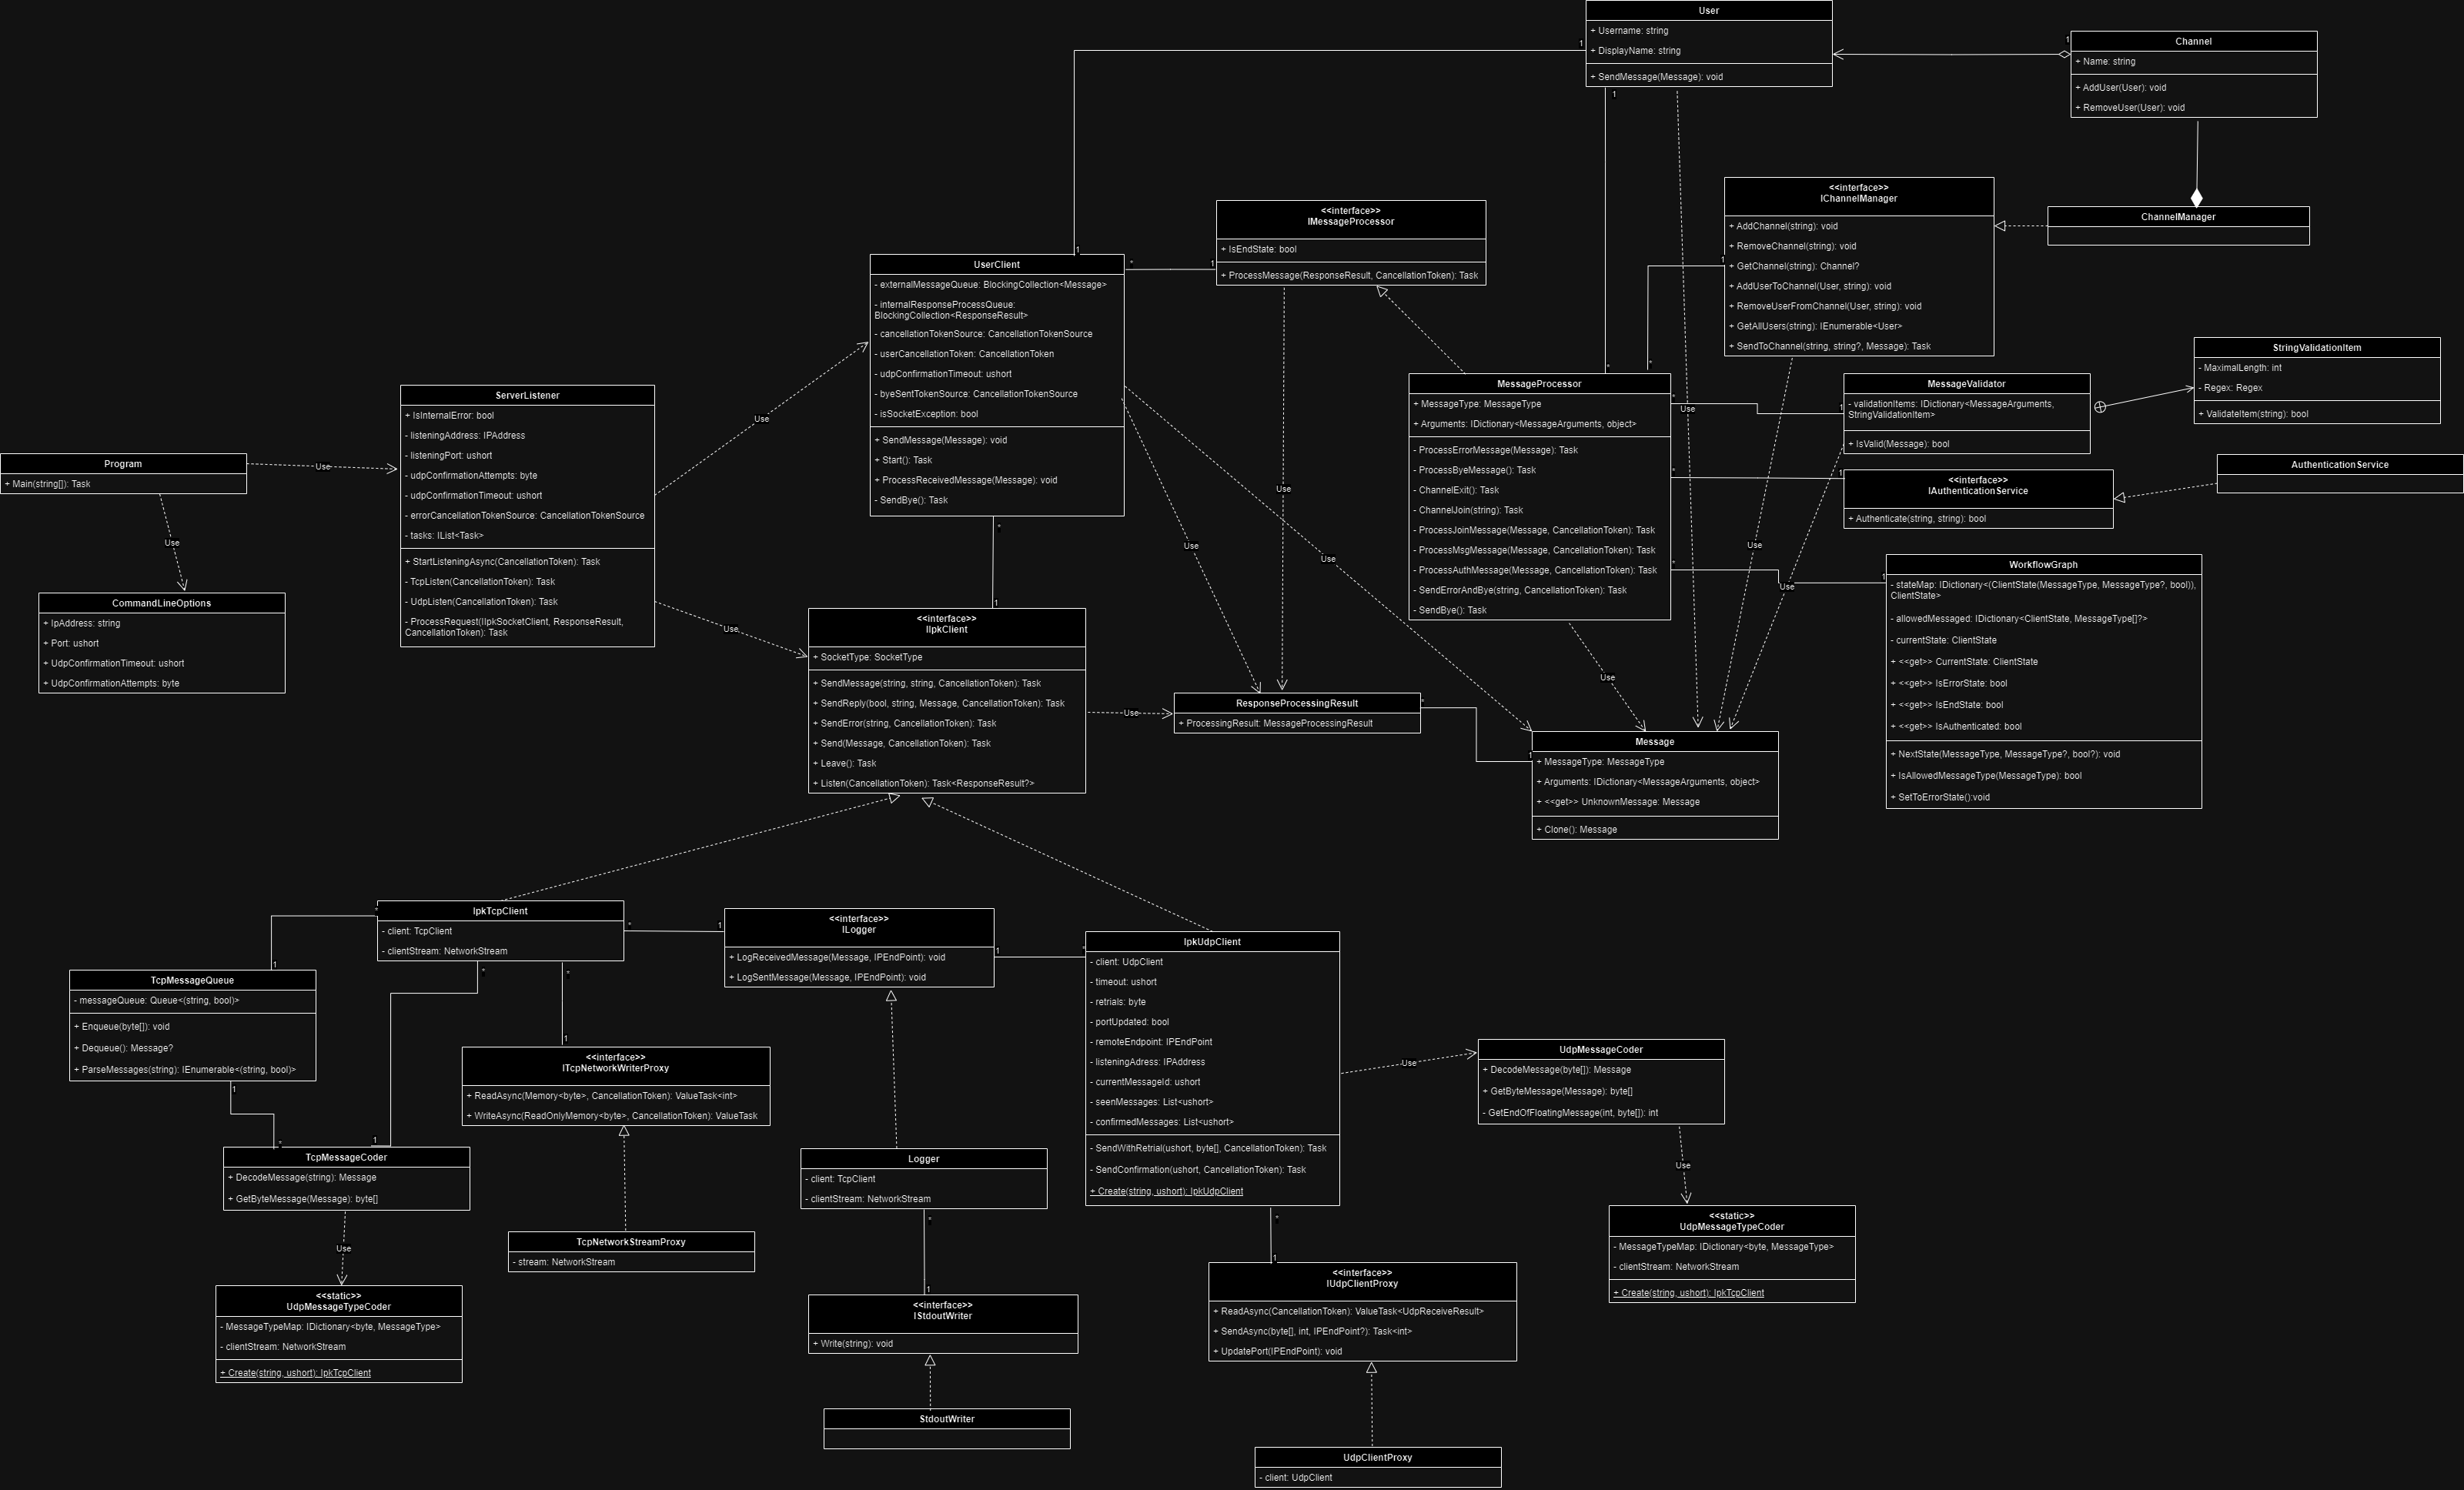 User
+ Username: string
+ DisplayName: string
+ SendMessage(Message): void
1
1
1
Channel
+ Name: string
+ AddUser(User): void
+ RemoveUser(User): void
<<interface>>
IChannelManager
+ AddChannel(string): void
+ RemoveChannel(string): void
+ GetChannel(string): Channel?
+ AddUserToChannel(User, string): void
+ RemoveUserFromChannel(User, string): void
+ GetAllUsers(string): IEnumerable<User>
+ SendToChannel(string, string?, Message): Task
1
*
ChannelManager
<<interface>>
IMessageProcessor
+ IsEndState: bool
+ ProcessMessage(ResponseResult, CancellationToken): Task
*
1
1
UserClient
- externalMessageQueue: BlockingCollection<Message>
- internalResponseProcessQueue:
BlockingCollection<ResponseResult>
- cancellationTokenSource: CancellationTokenSource
- userCancellationToken: CancellationToken
- udpConfirmationTimeout: ushort
- byeSentTokenSource: CancellationTokenSource
- isSocketException: bool
+ SendMessage(Message): void
+ Start(): Task
+ ProcessReceivedMessage(Message): void
- SendBye(): Task
*
1
StringValidationItem
- MaximalLength: int
- Regex: Regex
+ ValidateItem(string): bool
MessageProcessor
+ MessageType: MessageType
+ Arguments: IDictionary<MessageArguments, object>
- ProcessErrorMessage(Message): Task
- ProcessByeMessage(): Task
- ChannelExit(): Task
- ChannelJoin(string): Task
- ProcessJoinMessage(Message, CancellationToken): Task
- ProcessMsgMessage(Message, CancellationToken): Task
- ProcessAuthMessage(Message, CancellationToken): Task
- SendErrorAndBye(string, CancellationToken): Task
- SendBye(): Task
*
*
*
*
1
1
1
Use
MessageValidator
- validationItems: IDictionary<MessageArguments,
StringValidationItem>
+ IsValid(Message): bool
AuthenticationService
<<interface>>
IAuthenticationService
+ Authenticate(string, string): bool
WorkflowGraph
- stateMap: IDictionary<(ClientState(MessageType, MessageType?, bool)),
ClientState>
- allowedMessaged: IDictionary<ClientState, MessageType[]?>
- currentState: ClientState
+ <<get>> CurrentState: ClientState
+ <<get>> IsErrorState: bool
+ <<get>> IsEndState: bool
+ <<get>> IsAuthenticated: bool
+ NextState(MessageType, MessageType?, bool?): void
+ IsAllowedMessageType(MessageType): bool
+ SetToErrorState():void
ServerListener
+ IsInternalError: bool
- listeningAddress: IPAddress
- listeningPort: ushort
- udpConfirmationAttempts: byte
- udpConfirmationTimeout: ushort
- errorCancellationTokenSource: CancellationTokenSource
- tasks: IList<Task>
+ StartListeningAsync(CancellationToken): Task
- TcpListen(CancellationToken): Task
- UdpListen(CancellationToken): Task
- ProcessRequest(IIpkSocketClient, ResponseResult,
CancellationToken): Task
Program
+ Main(string[]): Task
Use
Use
Use
Use
Use
Use
Use
Use
Use
Use
Use
CommandLineOptions
+ IpAddress: string
+ Port: ushort
+ UdpConfirmationTimeout: ushort
+ UdpConfirmationAttempts: byte
<<interface>>
IIpkClient
+ SocketType: SocketType
+ SendMessage(string, string, CancellationToken): Task
+ SendReply(bool, string, Message, CancellationToken): Task
+ SendError(string, CancellationToken): Task
+ Send(Message, CancellationToken): Task
+ Leave(): Task
+ Listen(CancellationToken): Task<ResponseResult?>
ResponseProcessingResult
+ ProcessingResult: MessageProcessingResult
*
1
Message
+ MessageType: MessageType
+ Arguments: IDictionary<MessageArguments, object>
+ <<get>> UnknownMessage: Message
+ Clone(): Message
IpkTcpClient
- client: TcpClient
- clientStream: NetworkStream
*
*
*
*
1
1
1
<<interface>>
ILogger
+ LogReceivedMessage(Message, IPEndPoint): void
+ LogSentMessage(Message, IPEndPoint): void
1
*
IpkUdpClient
- client: UdpClient
- timeout: ushort
- retrials: byte
- portUpdated: bool
- remoteEndpoint: IPEndPoint
- listeningAdress: IPAddress
- currentMessageId: ushort
- seenMessages: List<ushort>
- confirmedMessages: List<ushort>
- SendWithRetrial(ushort, byte[], CancellationToken): Task
- SendConfirmation(ushort, CancellationToken): Task
+ Create(string, ushort): IpkUdpClient
TcpMessageQueue
- messageQueue: Queue<(string, bool)>
+ Enqueue(byte[]): void
+ Dequeue(): Message?
+ ParseMessages(string): IEnumerable<(string, bool)>
1
*
1
<<interface>>
ITcpNetworkWriterProxy
+ ReadAsync(Memory<byte>, CancellationToken): ValueTask<int>
+ WriteAsync(ReadOnlyMemory<byte>, CancellationToken): ValueTask
Use
UdpMessageCoder
+ DecodeMessage(byte[]): Message
+ GetByteMessage(Message): byte[]
- GetEndOfFloatingMessage(int, byte[]): int
Use
TcpMessageCoder
+ DecodeMessage(string): Message
+ GetByteMessage(Message): byte[]
Use
Logger
- client: TcpClient
- clientStream: NetworkStream
*
1
TcpNetworkStreamProxy
- stream: NetworkStream
<<static>>
UdpMessageTypeCoder
- MessageTypeMap: IDictionary<byte, MessageType>
- clientStream: NetworkStream
+ Create(string, ushort): IpkTcpClient
*
1
<<interface>>
IUdpClientProxy
+ ReadAsync(CancellationToken): ValueTask<UdpReceiveResult>
+ SendAsync(byte[], int, IPEndPoint?): Task<int>
+ UpdatePort(IPEndPoint): void
<<static>>
UdpMessageTypeCoder
- MessageTypeMap: IDictionary<byte, MessageType>
- clientStream: NetworkStream
+ Create(string, ushort): IpkTcpClient
<<interface>>
IStdoutWriter
+ Write(string): void
StdoutWriter
UdpClientProxy
- client: UdpClient